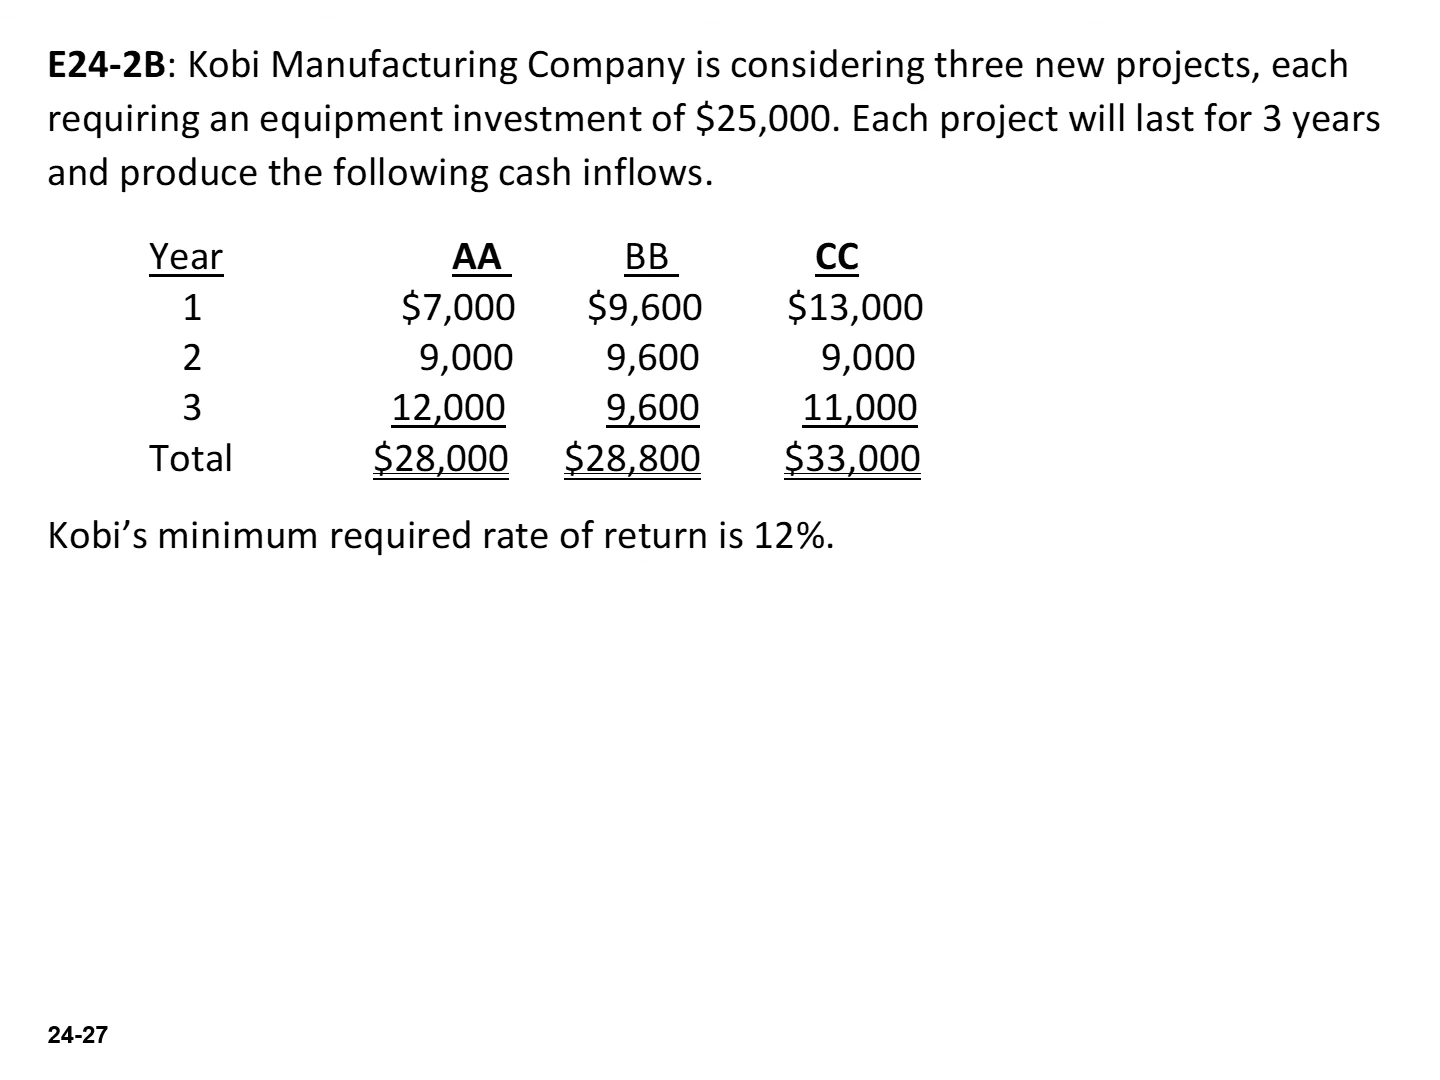 E24-2B: Kobi Manufacturing Company is considering three new projects, each
requiring an equipment investment of $25,000. Each project will last for 3 years
and produce the following cash inflows.
Year AA BB CC
1 $7,000 $9,600 $13,000
2 9,000 9,600 9,000
3 12,000 9,600 11,000
Total $28,000 $28,800 $33,000
Kobi’s minimum required rate of return is 12%.
24-27